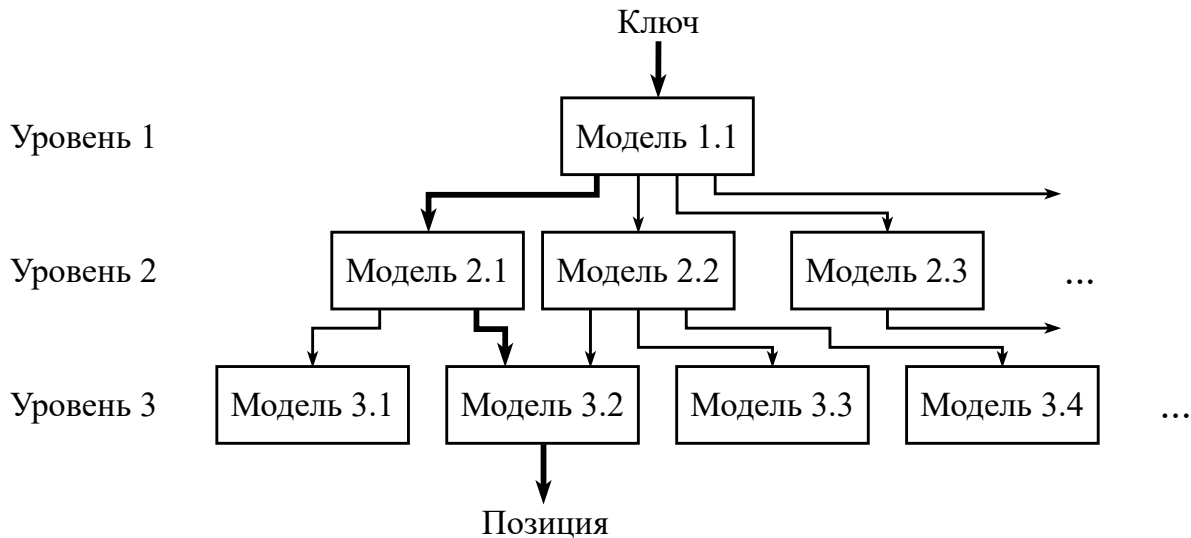 Ключ
Уровень 1
Модель 1.1
Уровень 2
Модель 2.1
Модель 2.2
Модель 2.3
...
Уровень 3
Модель 3.1
Модель 3.2
Модель 3.3
Модель 3.4
...
Позиция